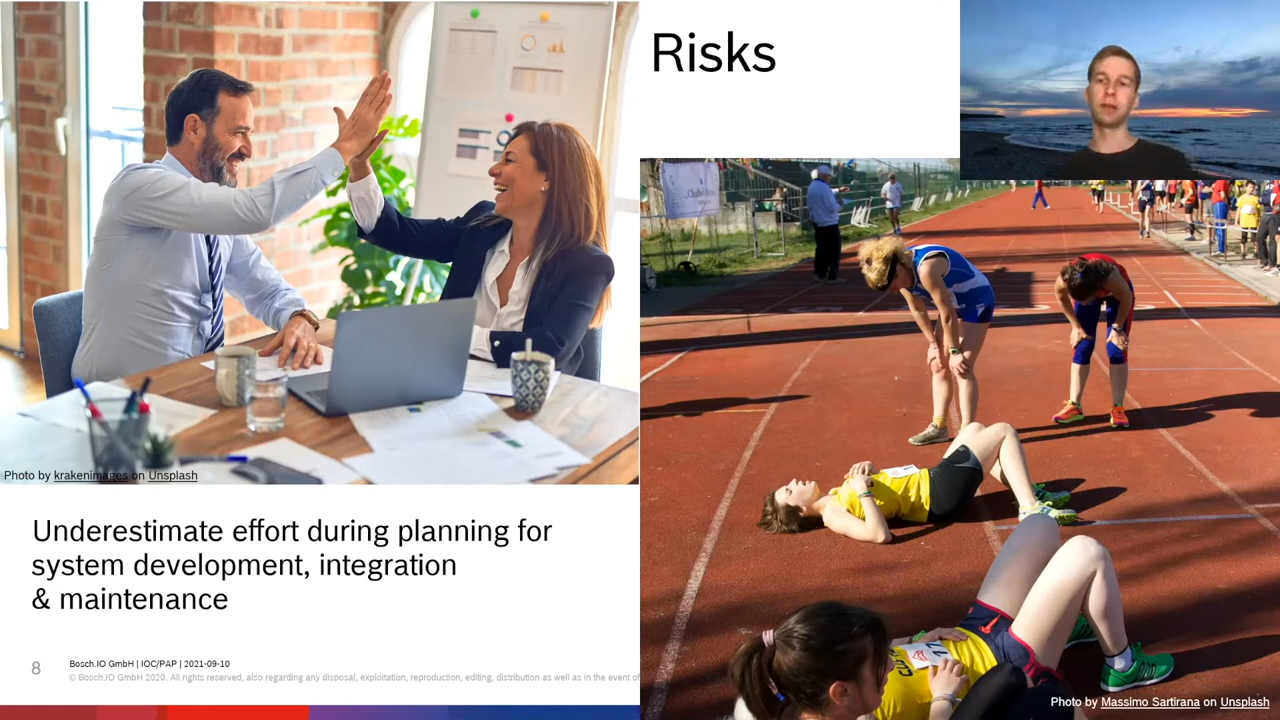 Risks
Photo by krakenimages on Unsplash
Underestimate effort during planning for
system development, integration
& maintenance
8
Bosch.IO GmbH | IOC/PAP | 2021-09-10
© Bosch.IO GmbH 2020. All rights reserved, also regarding any disposal, exploitation, reproduction, editing, distribution as well as in the event of
Photo by Massimo Sartirana on Unsplash